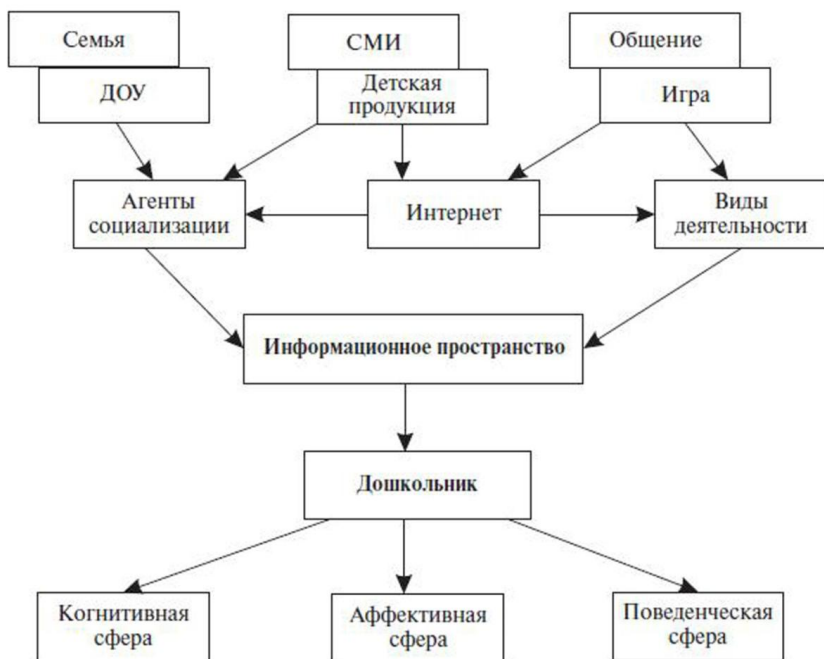 Семья
СМИ
Общение
ДОУ
Детская
продукция
Игра
Агенты
социализации
Интернет
Виды
деятельности
Информационное пространство
Дошкольник
Когнитивная
сфера
Аффективная
сфера
Поведенческая
сфера